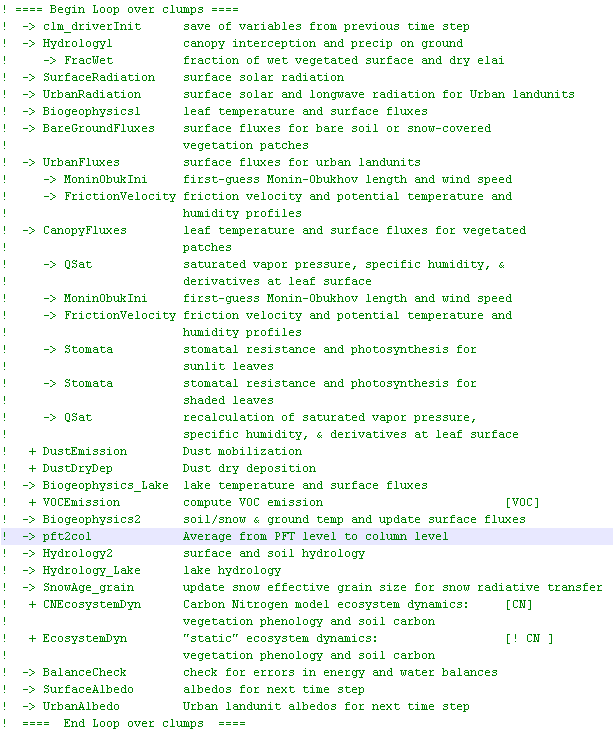 ! ==== Begin Loop over clumps ====
!  -> clm_driverInit      save of variables from previous time step
!  -> Hydrology1          canopy interception and precip on ground
!     -> FracWet          fraction of wet vegetated surface and dry elai
!  -> SurfaceRadiation    surface solar radiation
!  -> UrbanRadiation      surface solar and longwave radiation for Urban landunits
!  -> Biogeophysics1      leaf temperature and surface fluxes
!  -> BareGroundFluxes    surface fluxes for bare soil or snow-covered
!                         vegetation patches
!  -> UrbanFluxes         surface fluxes for urban landunits
!     -> MoninObukIni     first-guess Monin-Obukhov length and wind speed
!     -> FrictionVelocity friction velocity and potential temperature and
!                         humidity profiles
!  -> CanopyFluxes        leaf temperature and surface fluxes for vegetated
!                         patches
!     -> QSat             saturated vapor pressure, specific humidity, &
!                         derivatives at leaf surface
!     -> MoninObukIni     first-guess Monin-Obukhov length and wind speed
!     -> FrictionVelocity friction velocity and potential temperature and
!                         humidity profiles
!     -> Stomata          stomatal resistance and photosynthesis for
!                         sunlit leaves
!     -> Stomata          stomatal resistance and photosynthesis for
!                         shaded leaves
!     -> QSat             recalculation of saturated vapor pressure,
!                         specific humidity, & derivatives at leaf surface
!   + DustEmission        Dust mobilization
!   + DustDryDep          Dust dry deposition
!  -> Biogeophysics_Lake  lake temperature and surface fluxes
!   + VOCEmission         compute VOC emission                      [VOC]
!  -> Biogeophysics2      soil/snow & ground temp and update surface fluxes
!  -> pft2col             Average from PFT level to column level
!  -> Hydrology2          surface and soil hydrology
!  -> Hydrology_Lake      lake hydrology
!  -> SnowAge_grain       update snow effective grain size for snow radiative transfer
!   + CNEcosystemDyn      Carbon Nitrogen model ecosystem dynamics:     [CN]
!                         vegetation phenology and soil carbon
!   + EcosystemDyn        "static" ecosystem dynamics:                  [! CN ]
!                         vegetation phenology and soil carbon
!  -> BalanceCheck        check for errors in energy and water balances
!  -> SurfaceAlbedo       albedos for next time step
!  -> UrbanAlbedo         Urban landunit albedos for next time step
!  ====  End Loop over clumps  ====